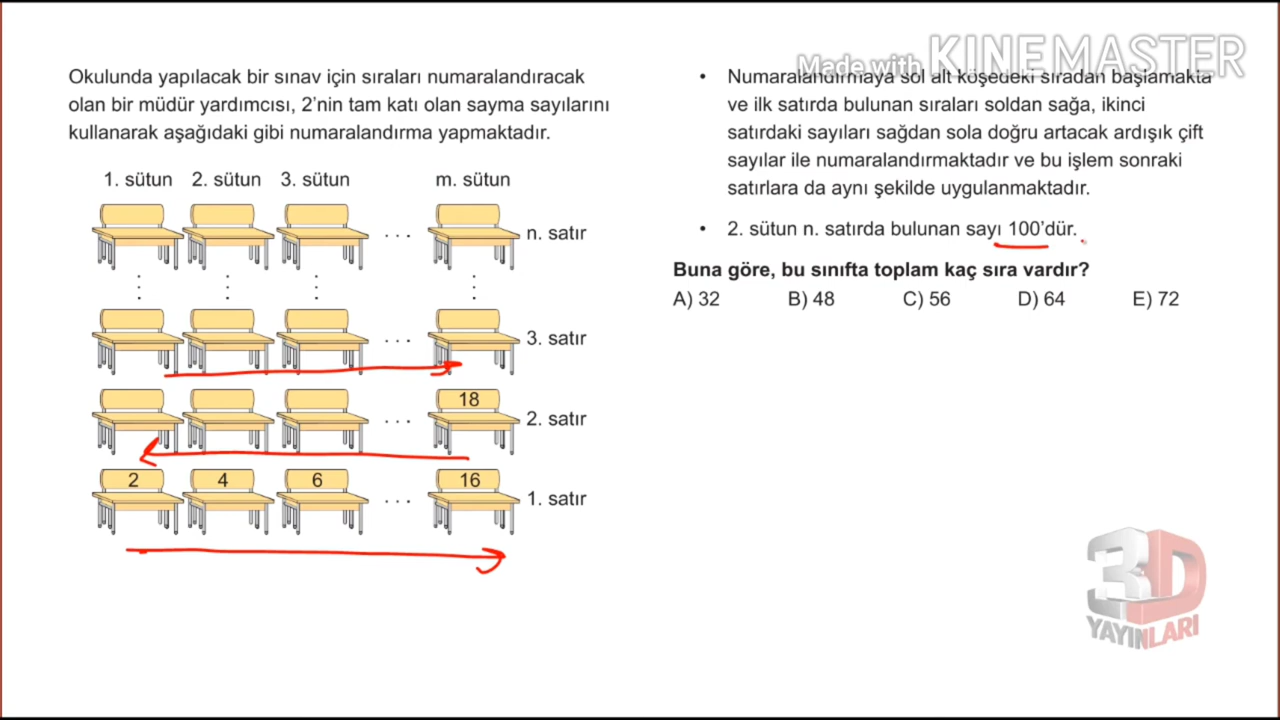 Made with KINEMASTER
Okulunda yapılacak bir sınav için sıraları numaralandıracak
olan bir müdür yardımcısı, 2'nin tam katı olan sayma sayılarını
kullanarak aşağıdaki gibi numaralandırma yapmaktadır.
1. sütun 2. sütun 3. sütun m. sütun
... n. satır
... 3. satır
18
... 2. satır
2 4 6 16
... 1. satır
• Numaralandırmaya sol alt köşedeki sıradan başlamakta
ve ilk satırda bulunan sıraları soldan sağa, ikinci
satırdaki sayıları sağdan sola doğru artacak ardışık çift
sayılar ile numaralandırmaktadır ve bu işlem sonraki
satırlara da aynı şekilde uygulanmaktadır.
• 2. sütun n. satırda bulunan sayı 100'dür.
Buna göre, bu sınıfta toplam kaç sıra vardır?
A) 32 B) 48 C) 56 D) 64 E) 72
3D
YAYINLARI